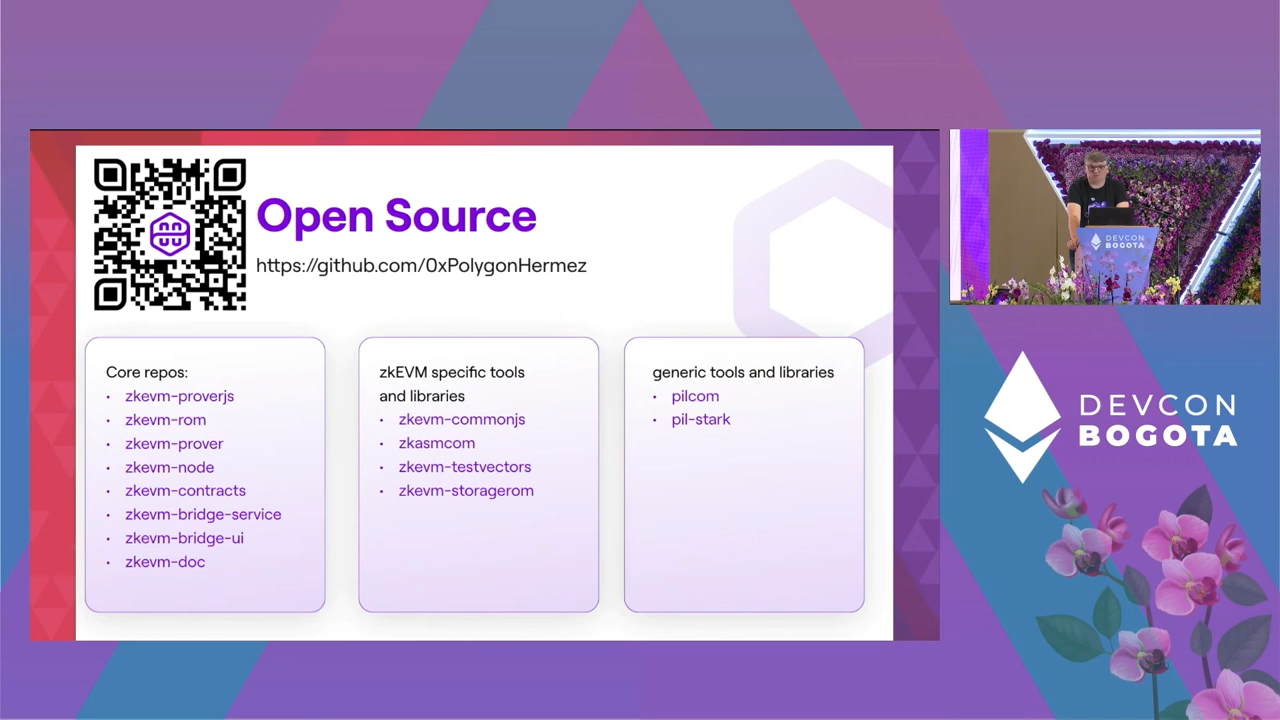 Open Source
https://github.com/0xPolygonHermez
Core repos:
• zkevm-proverjs
• zkevm-rom
• zkevm-prover
• zkevm-node
• zkevm-contracts
• zkevm-bridge-service
• zkevm-bridge-ui
• zkevm-doc
zkEVM specific tools
and libraries
• zkevm-commonjs
• zkasmcom
• zkevm-testvectors
• zkevm-storagerom
generic tools and libraries
• pilcom
• pil-stark
DEVCON
BOGOTA
DEVCON
BOGOTA